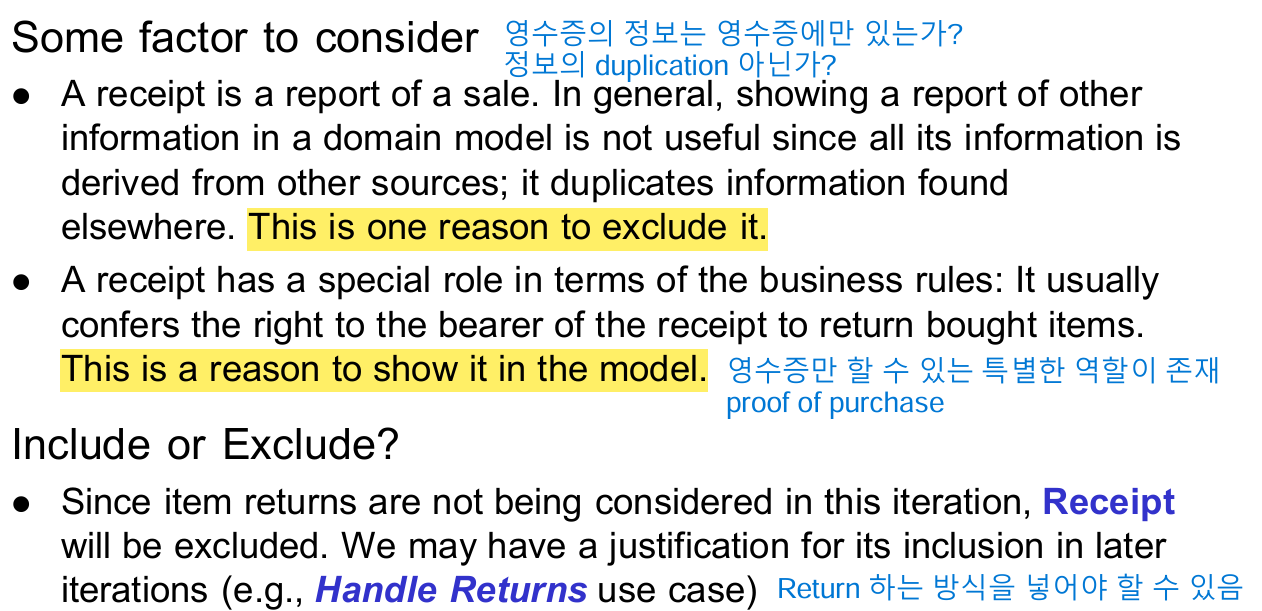 Some factor to consider
영수증의 정보는 영수증에만 있는가?
정보의 duplication 아닌가?
● A receipt is a report of a sale. In general, showing a report of other
information in a domain model is not useful since all its information is
derived from other sources; it duplicates information found
elsewhere. This is one reason to exclude it.
● A receipt has a special role in terms of the business rules: It usually
confers the right to the bearer of the receipt to return bought items.
This is a reason to show it in the model.
영수증만 할 수 있는 특별한 역할이 존재
proof of purchase
Include or Exclude?
● Since item returns are not being considered in this iteration, Receipt
will be excluded. We may have a justification for its inclusion in later
iterations (e.g., Handle Returns use case)
Return 하는 방식을 넣어야 할 수 있음